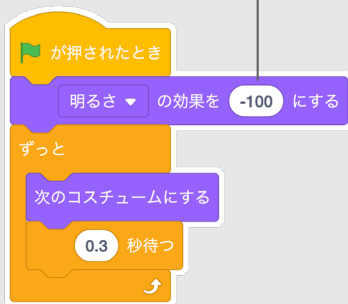 が押されたとき
明るさ の効果を -100 にする
ずっと
次のコスチュームにする
0.3 秒待つ